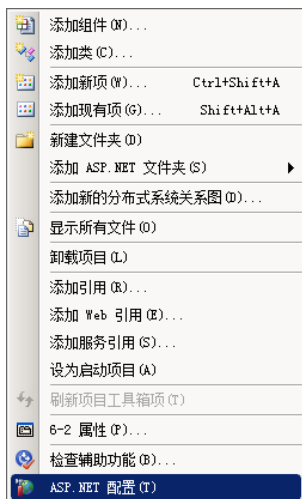 添加组件(N)...
添加类(C)...
添加新项(W)... Ctrl+Shift+A
添加现有项(G)... Shift+Alt+A
新建文件夹(D)
添加 ASP.NET 文件夹(S)
添加新的分布式系统关系图(D)...
显示所有文件(O)
卸载项目(L)
添加引用(R)...
添加 Web 引用(E)...
添加服务引用(S)...
设为启动项目(A)
刷新项目工具箱项(T)
6-2 属性(P)...
检查辅助功能(B)...
ASP.NET 配置(T)